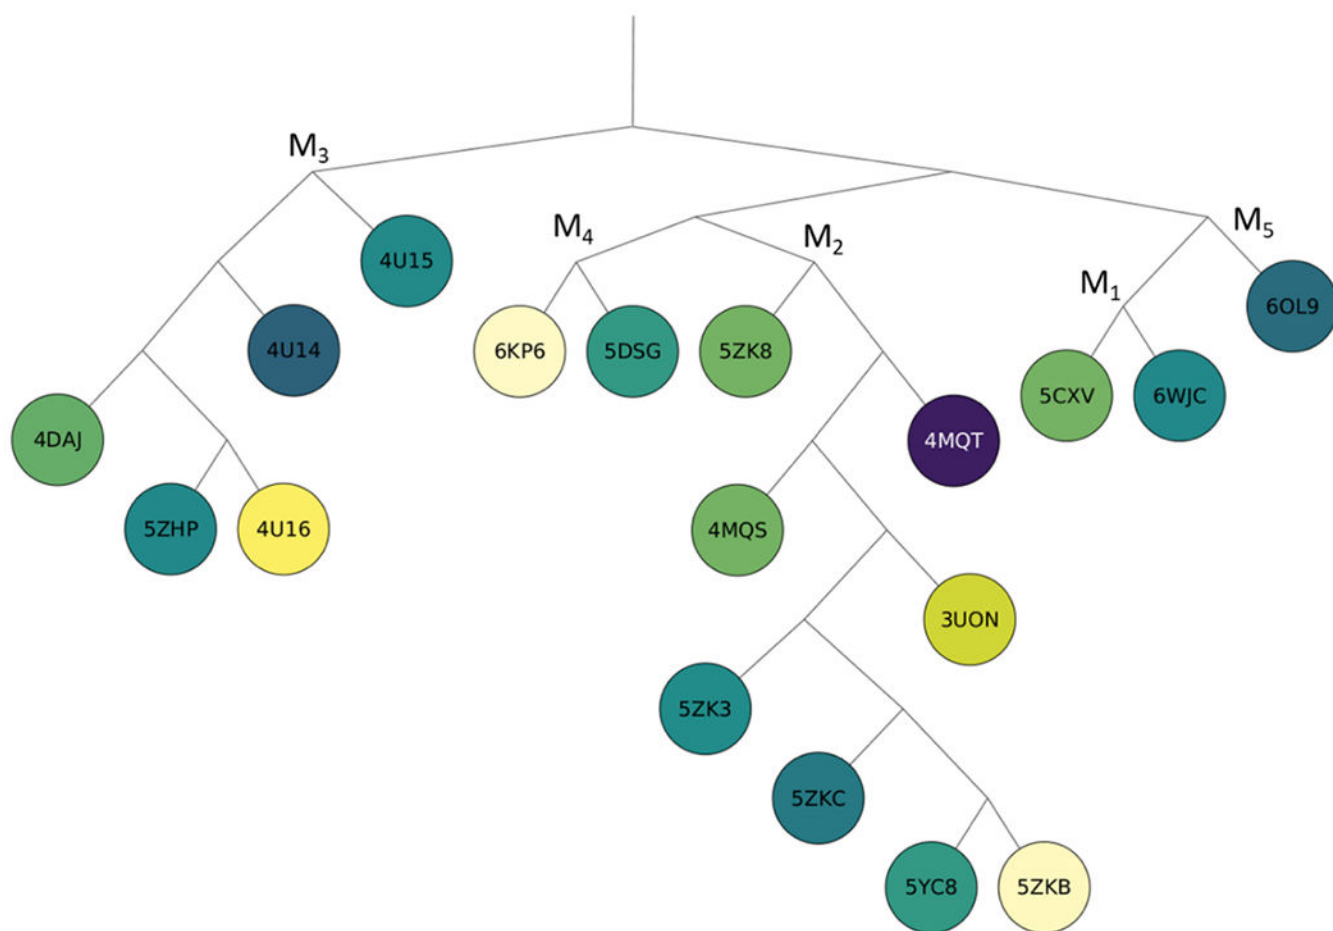 M₃
M₄
M₂
M₅
4U15
M₁
6OL9
4U14
6KP6
5DSG
5ZK8
5CXV
6WJC
4DAJ
4MQT
5ZHP
4U16
4MQS
3UON
5ZK3
5ZKC
5YC8
5ZKB